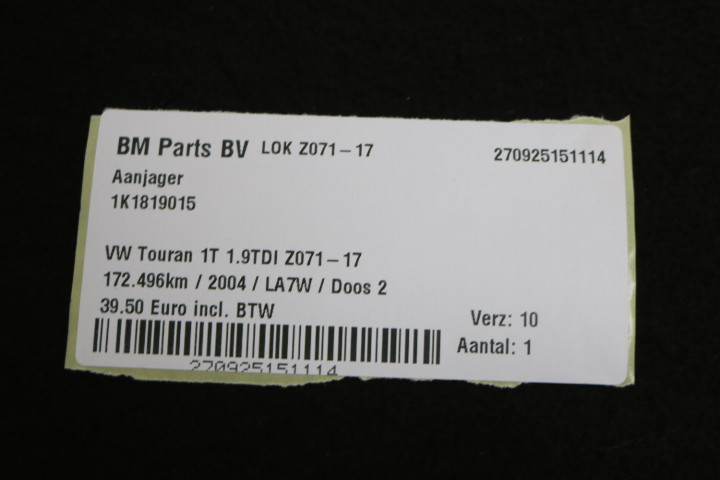 BM Parts BV LOK Z071-17 270925151114
Aanjager
1K1819015
VW Touran 1T 1.9TDI Z071-17
172.496km / 2004 / LA7W / Doos 2
39.50 Euro incl. BTW
Verz: 10
Aantal: 1
270925151114